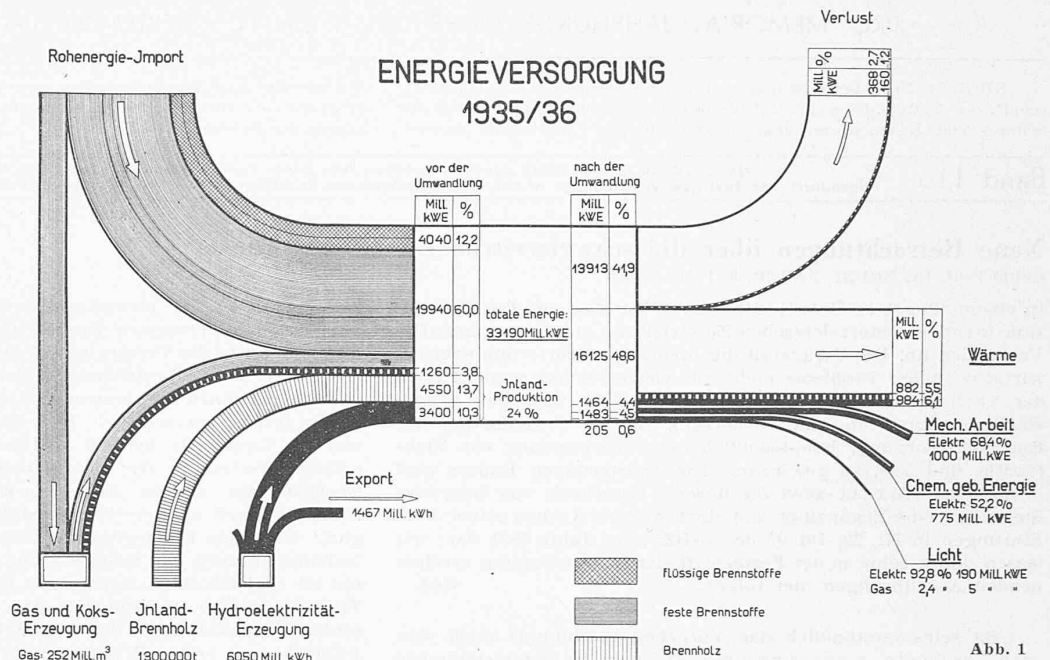 Verlust
Rohenergie-Jmport
ENERGIEVERSORGUNG
1935/36
Mill. KWE %
368 2,7
160 1,2
vor der
Umwandlung
nach der
Umwandlung
Mill. kWE %
Mill. kWE %
4040 12,2
13913 41,9
19940 60,0
totale Energie:
33190 Mill. kWE
16125 48,6
Mill. KWE %
Wärme
1260 3,8
4550 13,7
3400 10,3
Jnland-
Produktion
24 %
1464 4,4
1483 4,5
205 0,6
882 5,5
984 6,1
Mech. Arbeit
Elektr. 68,4 %
1000 Mill. KWE
Chem. geb. Energie
Elektr. 52,2 %
775 Mill. KWE
Export
1467 Mill. kWh
Licht
Elektr. 92,8 % 190 Mill. KWE
Gas 2,4 " 5 " "
flüssige Brennstoffe
feste Brennstoffe
Brennholz
Gas und Koks-
Erzeugung
Jnland-
Brennholz
Hydroelektrizität-
Erzeugung
Gas: 252 Mill. m³
1300000 t
6050 Mill. kWh
Abb. 1